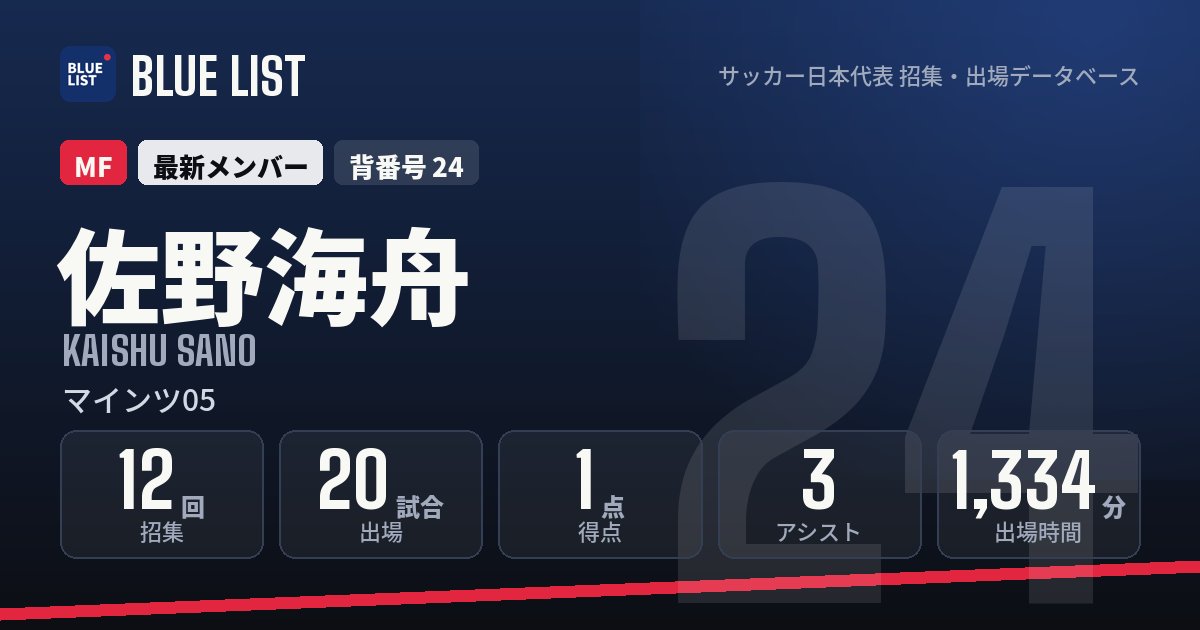 BLUE LIST
BLUE LIST
サッカー日本代表 招集・出場データベース
MF
最新メンバー
背番号 24
24
佐野海舟
KAISHU SANO
マインツ05
12回
招集
20試合
出場
1点
得点
3
アシスト
1,334分
出場時間